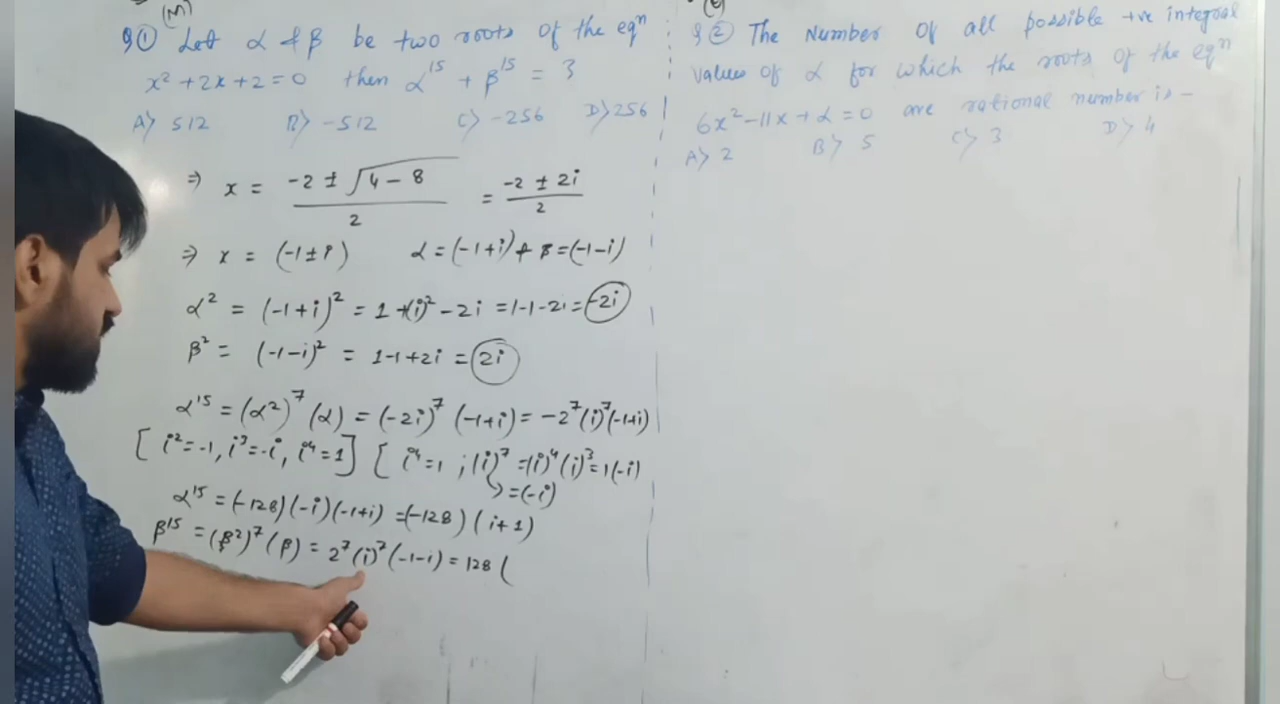 (M)
Q① Let α & β be two roots of the eqⁿ
x² + 2x + 2 = 0 then α¹⁵ + β¹⁵ = ?
A> 512 B> -512 C> -256 D> 256
⇒ x = (-2 ± √(4 - 8))/2 = (-2 ± 2i)/2
⇒ x = (-1 ± i) α = (-1+i) & β = (-1-i)
α² = (-1+i)² = 1 + (i)² - 2i = 1-1-2i = -2i
β² = (-1-i)² = 1-1+2i = 2i
α¹⁵ = (α²)⁷ (α) = (-2i)⁷ (-1+i) = -2⁷(i)⁷(-1+i)
[ i² = -1, i³ = -i, i⁴ = 1 ] [ i⁴ = 1 ; (i)⁷ = (i)⁴ (i)³ = 1(-i)
↳ = (-i)
α¹⁵ = (-128)(-i)(-1+i) = (-128) (i+1)
β¹⁵ = (β²)⁷ (β) = 2⁷ (i)⁷ (-1-i) = 128 (
Q② The Number of all possible +ve integral
values of α for which the roots of the eqⁿ
6x² - 11x + α = 0 are rational number is -
A> 2 B> 5 C> 3 D> 4